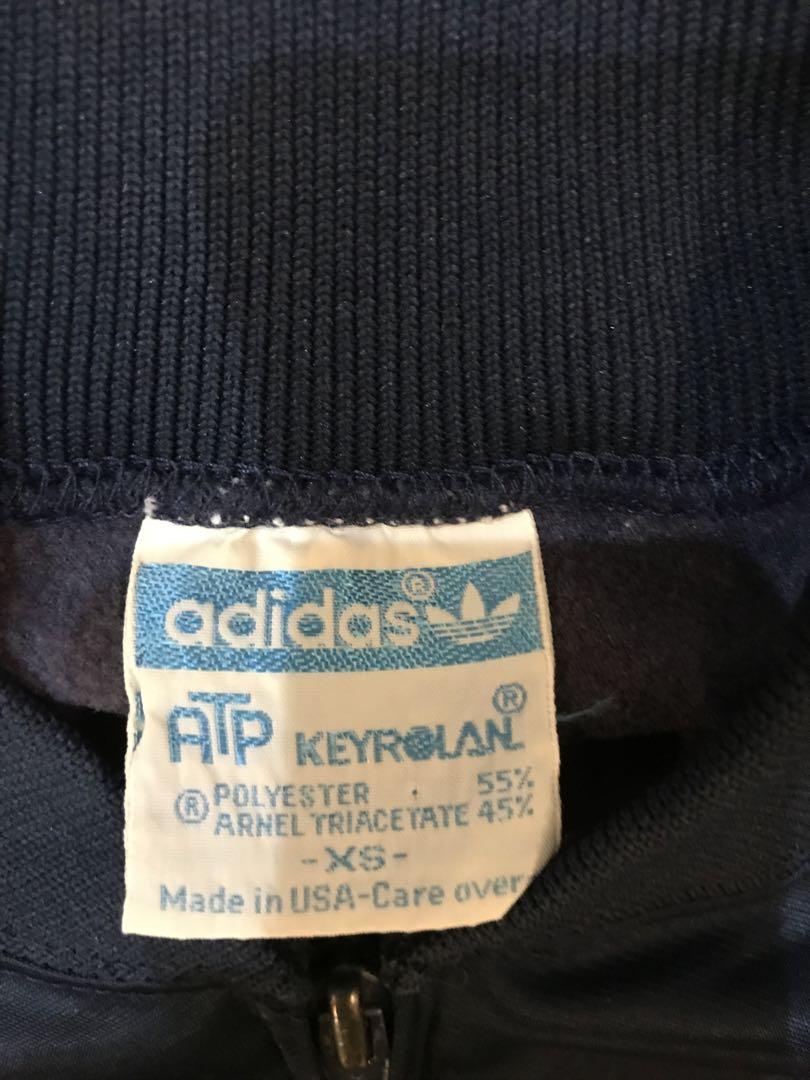 adidas®
ATP KEYROLAN®
® POLYESTER 55%
ARNEL TRIACETATE 45%
-XS-
Made in USA-Care over